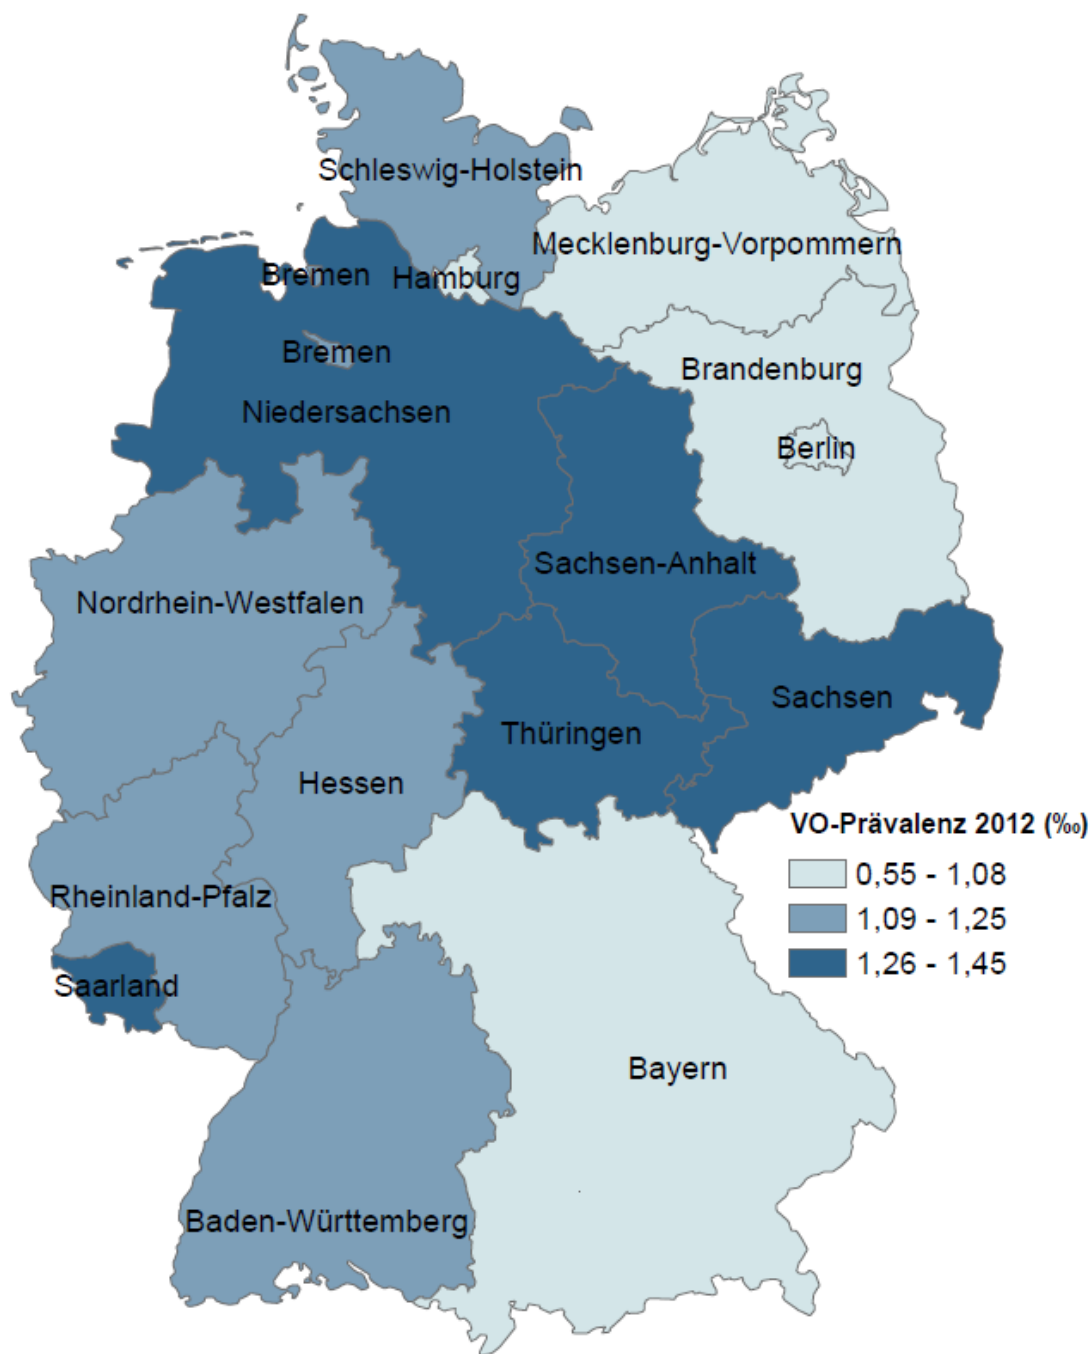 Schleswig-Holstein
Mecklenburg-Vorpommern
Bremen
Hamburg
Bremen
Brandenburg
Niedersachsen
Berlin
Sachsen-Anhalt
Nordrhein-Westfalen
Sachsen
Thüringen
Hessen
VO-Prävalenz 2012 (‰)
0,55 - 1,08
1,09 - 1,25
1,26 - 1,45
Rheinland-Pfalz
Saarland
Bayern
Baden-Württemberg